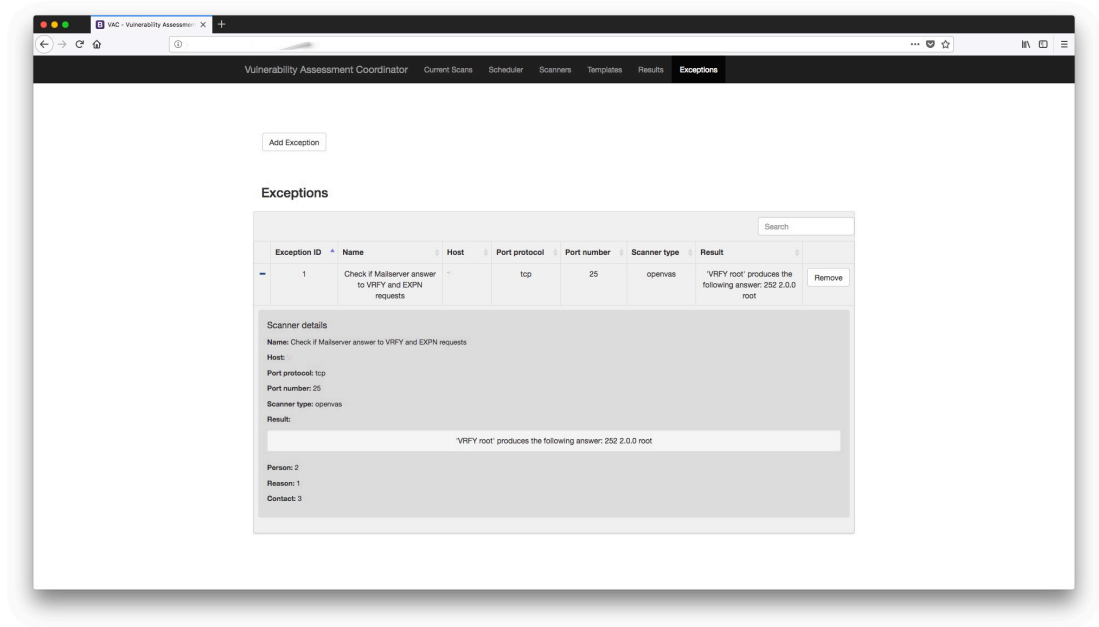 VAC - Vulnerability Assessmen
Vulnerability Assessment Coordinator Current Scans Scheduler Scanners Templates Results Exceptions
Add Exception
Exceptions
Search
Exception ID Name Host Port protocol Port number Scanner type Result
1 Check if Mailserver answer to VRFY and EXPN requests tcp 25 openvas 'VRFY root' produces the following answer: 252 2.0.0 root Remove
Scanner details
Name: Check if Mailserver answer to VRFY and EXPN requests
Host:
Port protocol: tcp
Port number: 25
Scanner type: openvas
Result:
'VRFY root' produces the following answer: 252 2.0.0 root
Person: 2
Reason: 1
Contact: 3